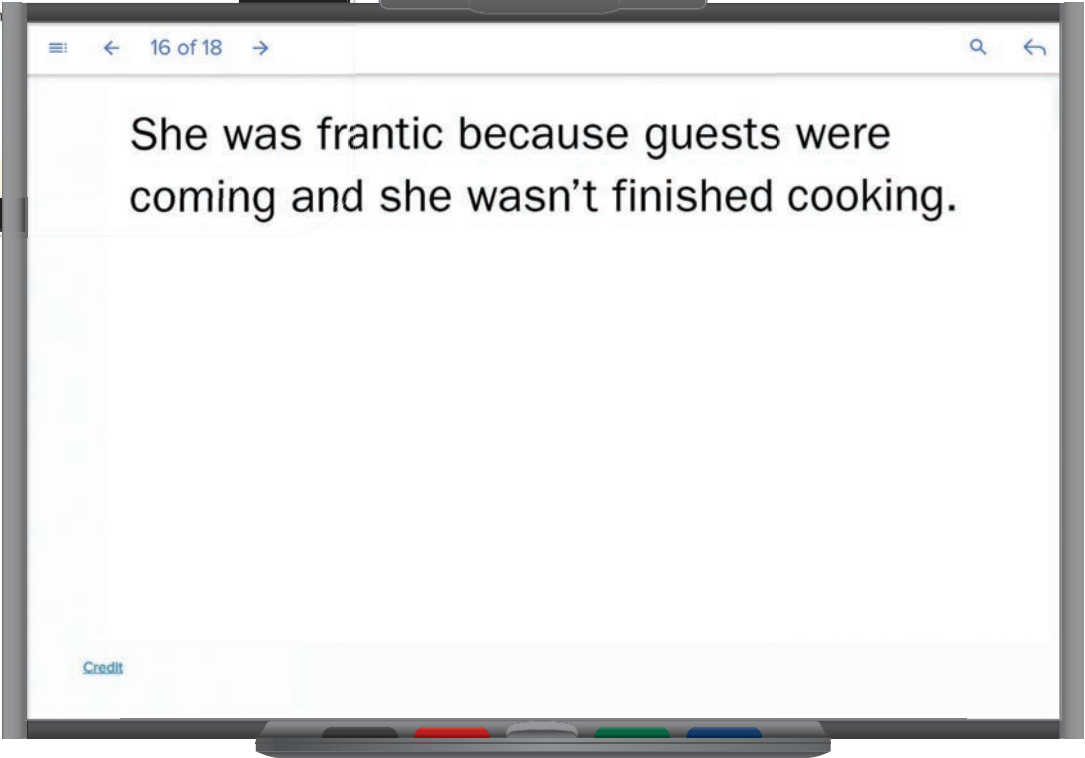 16 of 18
She was frantic because guests were
coming and she wasn’t finished cooking.
Credit